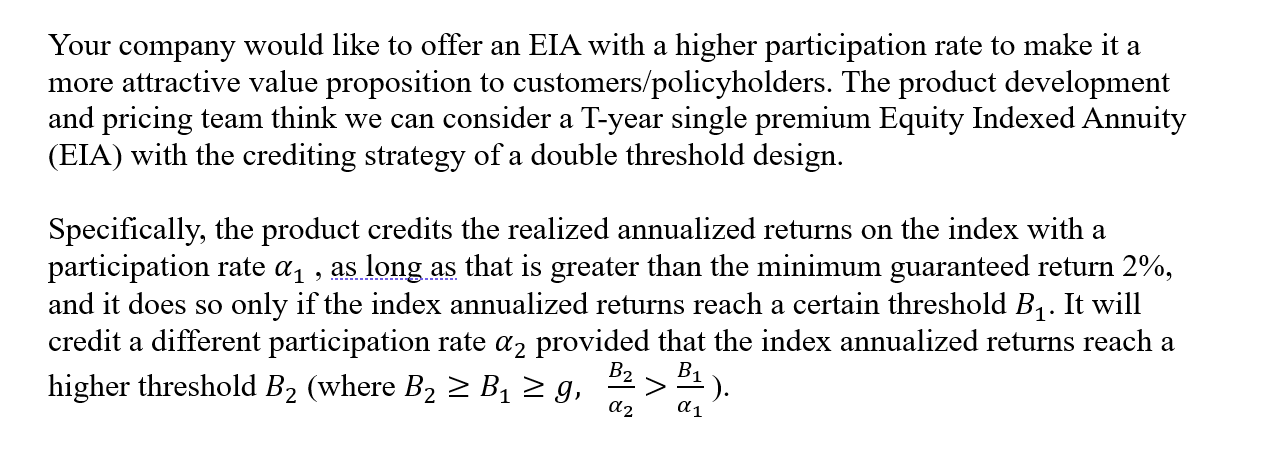 Your company would like to offer an EIA with a higher participation rate to make it a
more attractive value proposition to customers/policyholders. The product development
and pricing team think we can consider a T-year single premium Equity Indexed Annuity
(EIA) with the crediting strategy of a double threshold design.
Specifically, the product credits the realized annualized returns on the index with a
participation rate α₁ , as long as that is greater than the minimum guaranteed return 2%,
and it does so only if the index annualized returns reach a certain threshold B₁. It will
credit a different participation rate α₂ provided that the index annualized returns reach a
higher threshold B₂ (where B₂ ≥ B₁ ≥ g, B₂/α₂ > B₁/α₁ ).